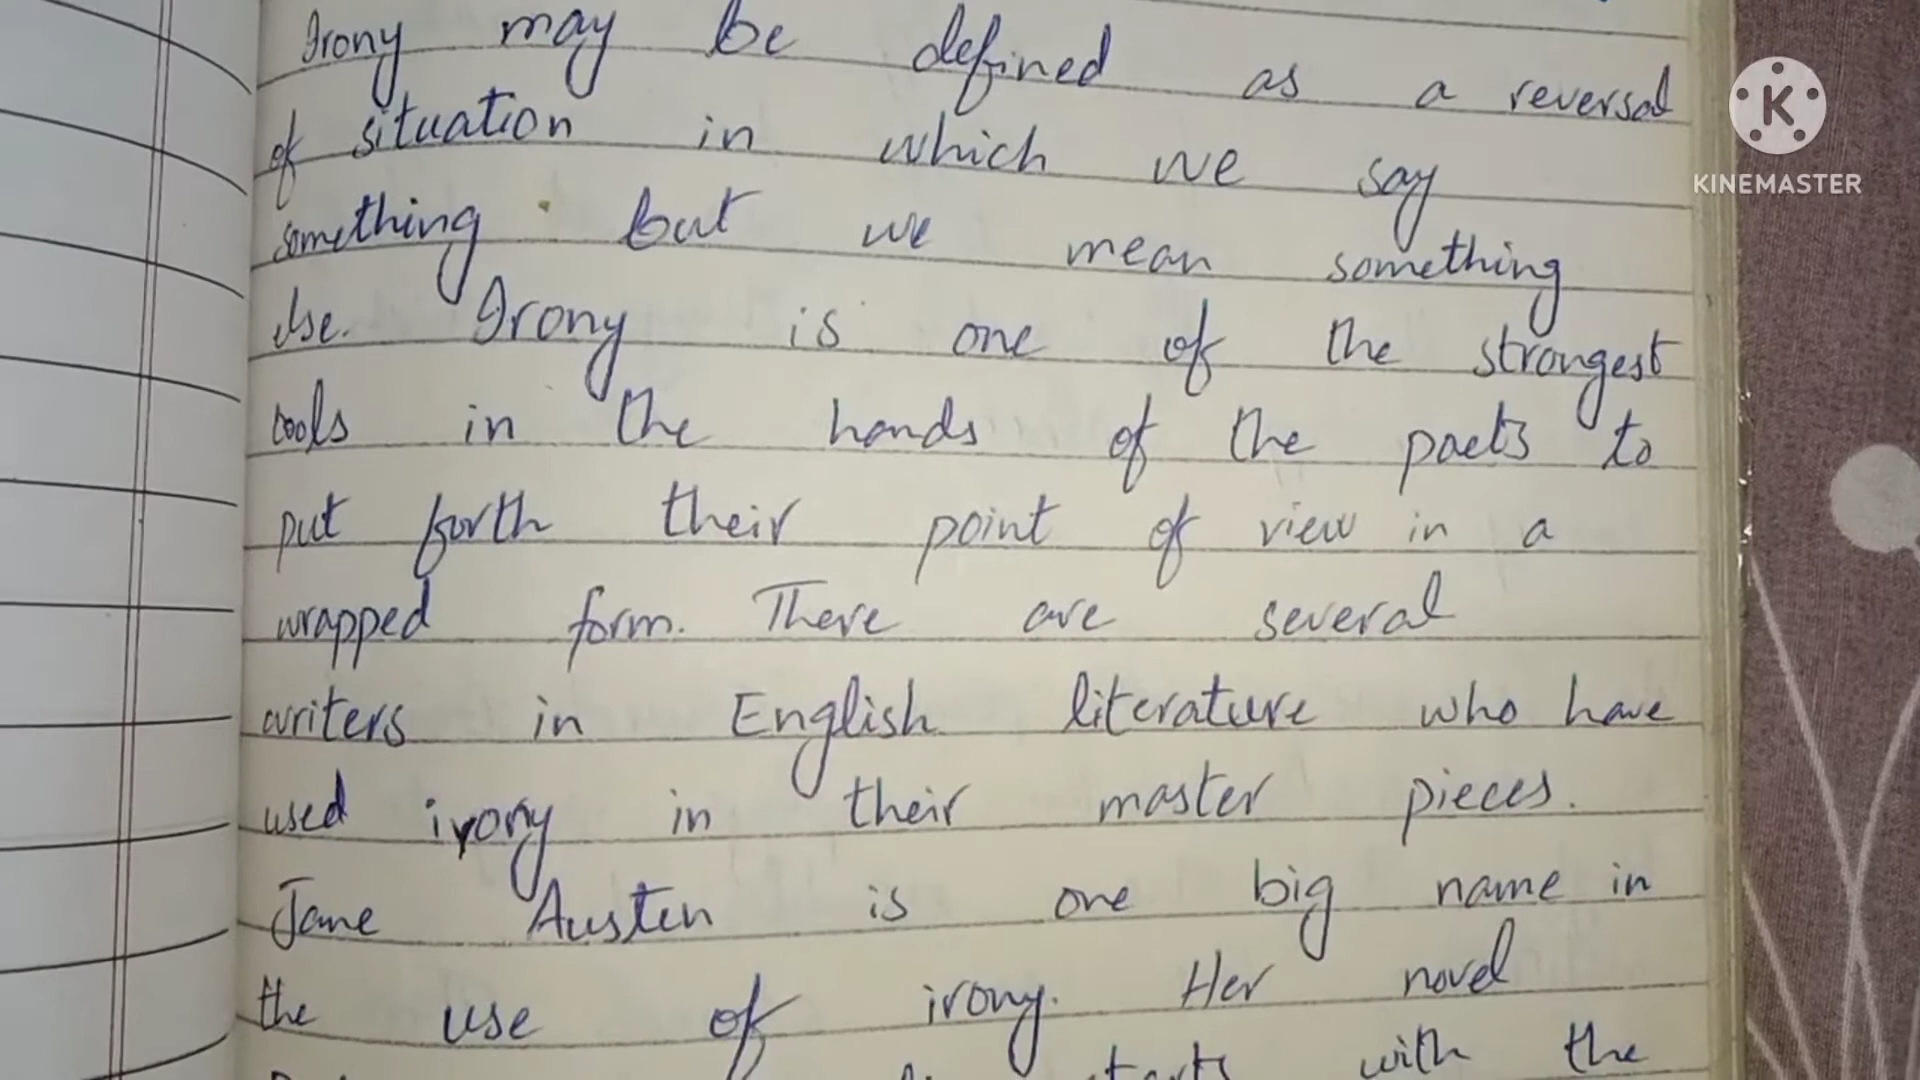 Irony may be defined as a reversal
of situation in which we say
something but we mean something
else. Irony is one of the strongest
tools in the hands of the paets to
put forth their point of view in a
wrapped form. There are several
writers in English literature who have
used irony in their master pieces.
Jane Austen is one big name in
the use of irony. Her novel
starts with the
KINEMASTER